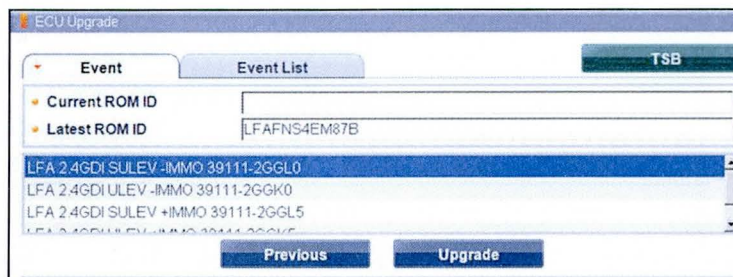 ECU Upgrade
Event
Event List
TSB
Current ROM ID
Latest ROM ID
LFAFNS4EM87B
LFA 2.4GDI SULEV -IMMO 39111-2GGL0
LFA 2.4GDI ULEV -IMMO 39111-2GGK0
LFA 2.4GDI SULEV +IMMO 39111-2GGL5
Previous
Upgrade